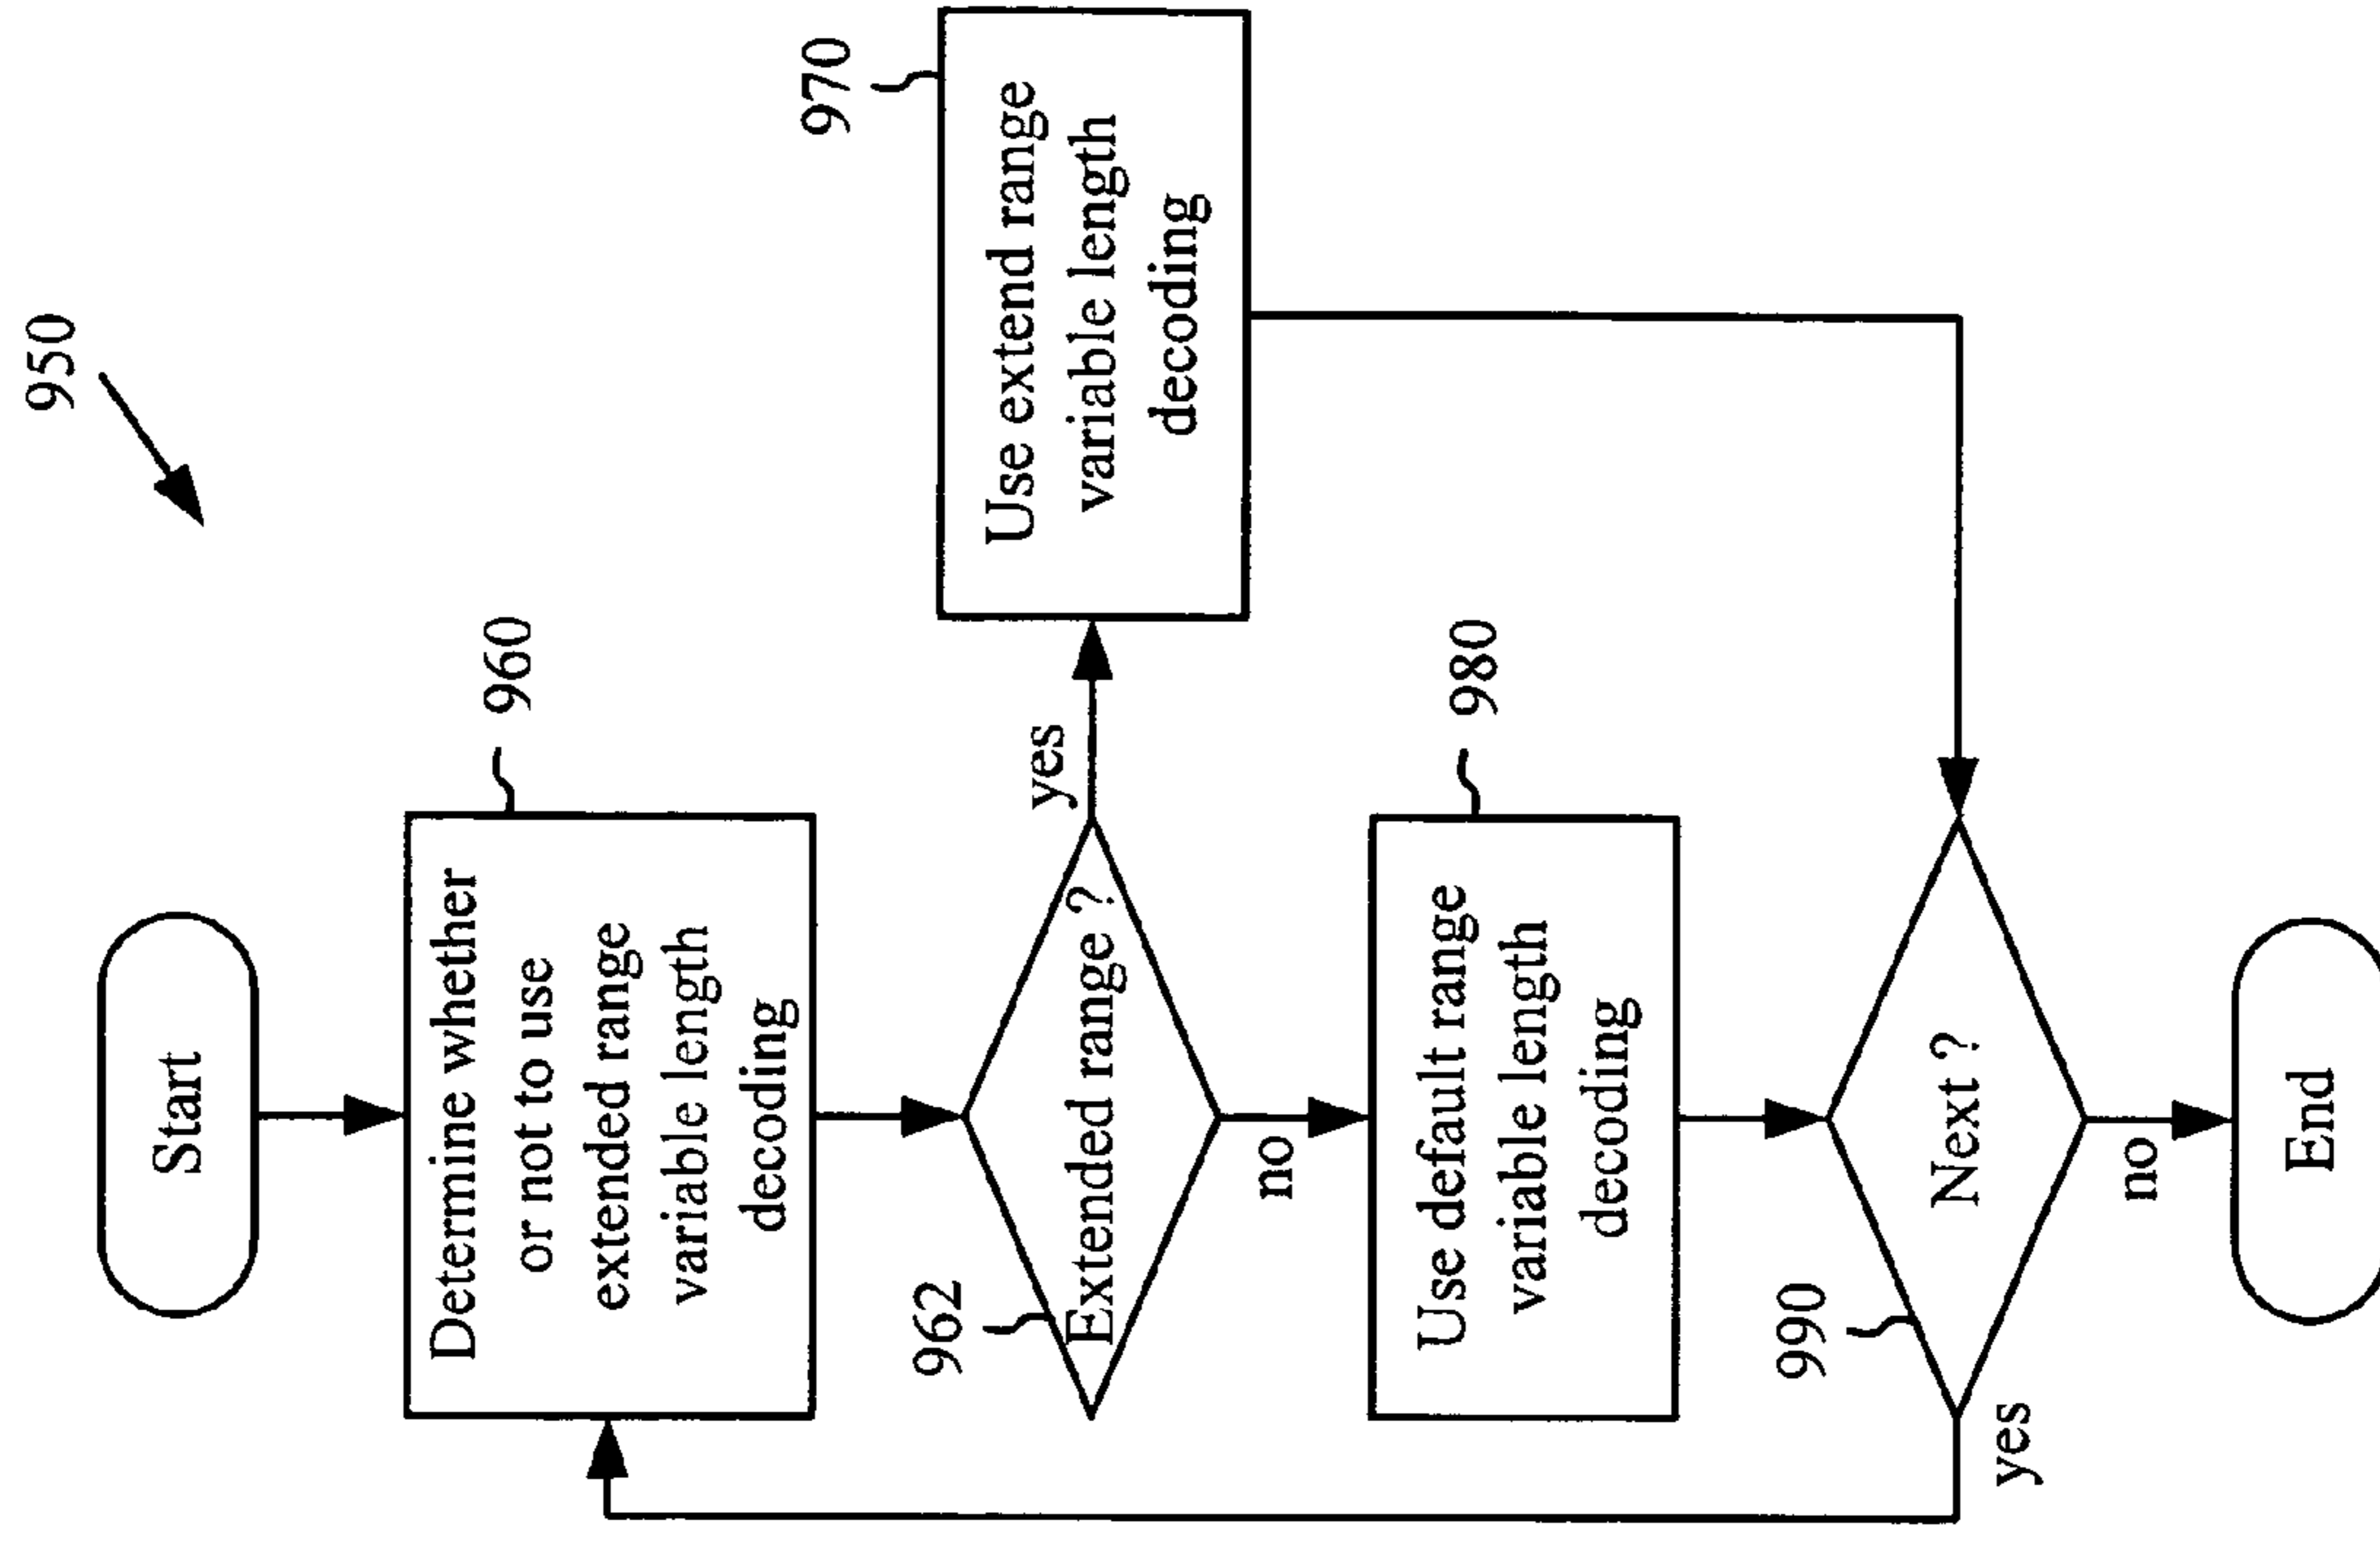 950
Start
960
Determine whether
or not to use
extended range
variable length
decoding
962
Extended range ?
yes
970
Use extend range
variable length
decoding
no
980
Use default range
variable length
decoding
990
Next ?
yes
no
End